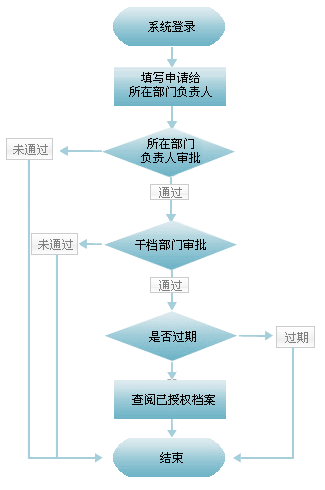 系统登录
填写申请给
所在部门负责人
所在部门
负责人审批
未通过
通过
干档部门审批
未通过
通过
是否过期
过期
查阅已授权档案
结束